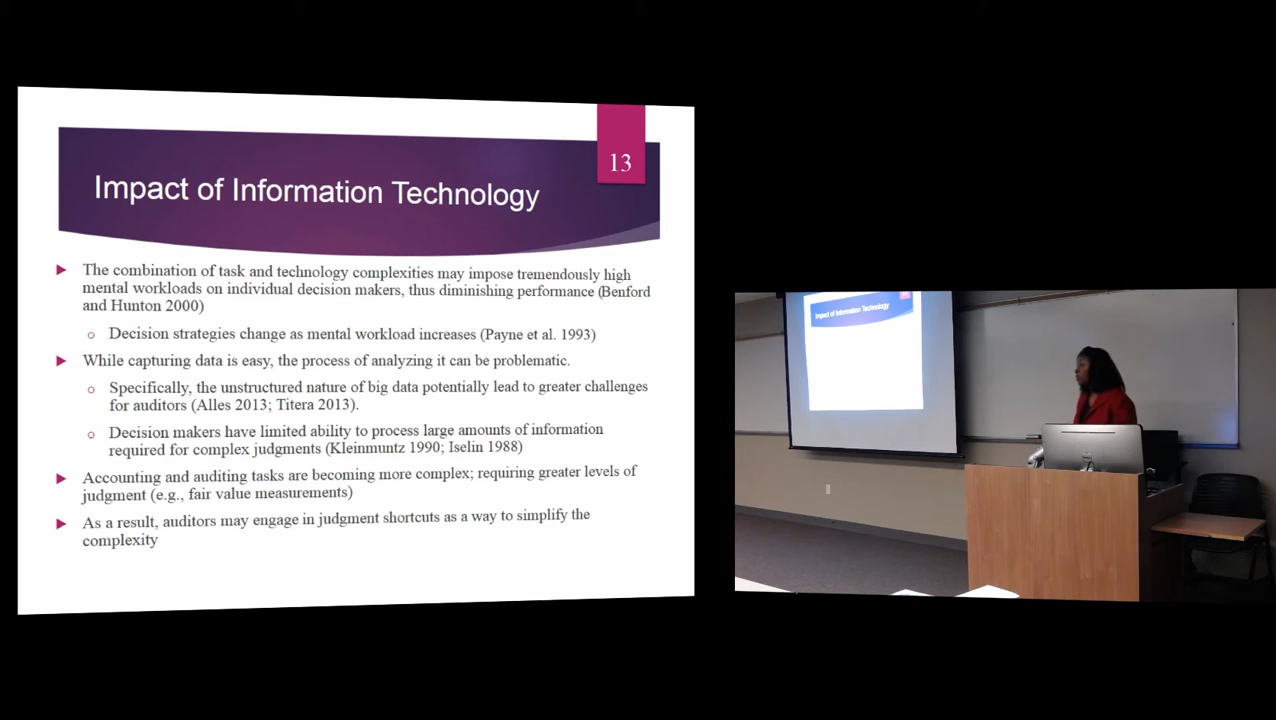 13
Impact of Information Technology
The combination of task and technology complexities may impose tremendously high
mental workloads on individual decision makers, thus diminishing performance (Benford
and Hunton 2000)
Decision strategies change as mental workload increases (Payne et al. 1993)
While capturing data is easy, the process of analyzing it can be problematic.
Specifically, the unstructured nature of big data potentially lead to greater challenges
for auditors (Alles 2013; Titera 2013).
Decision makers have limited ability to process large amounts of information
required for complex judgments (Kleinmuntz 1990; Iselin 1988)
Accounting and auditing tasks are becoming more complex; requiring greater levels of
judgment (e.g., fair value measurements)
As a result, auditors may engage in judgment shortcuts as a way to simplify the
complexity
Impact of Information Technology